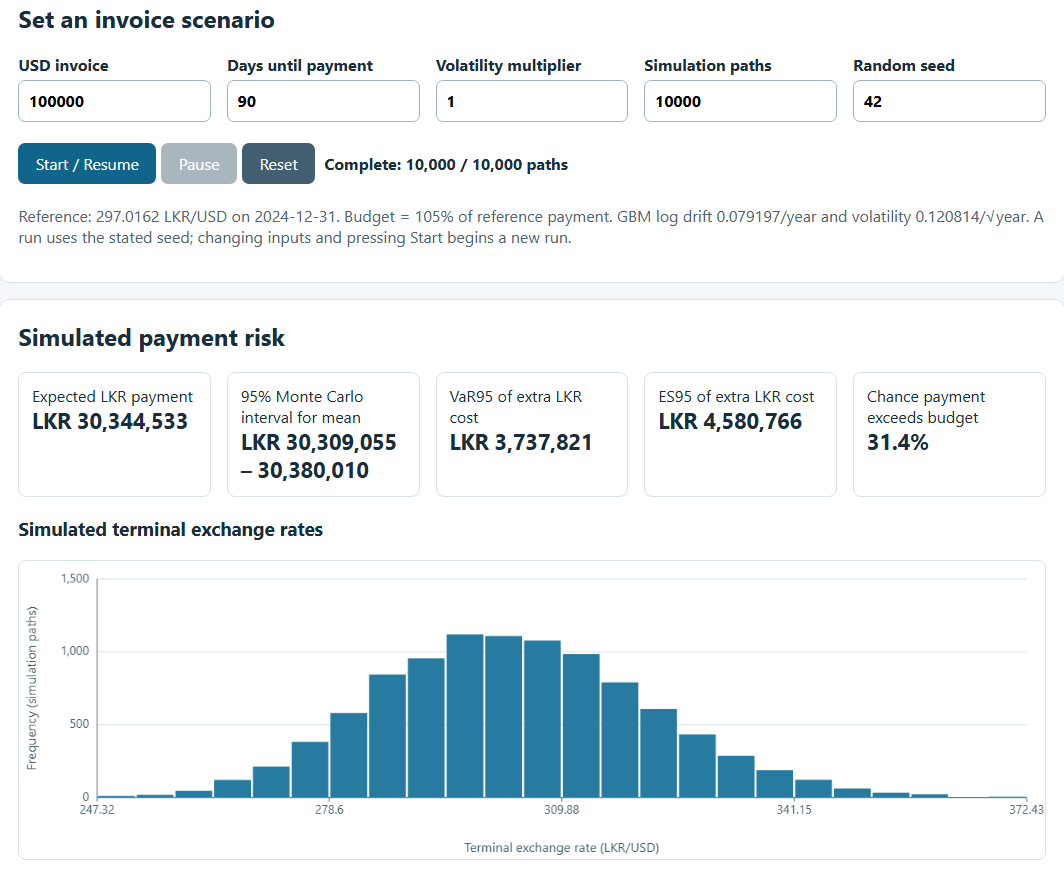 Set an invoice scenario
USD invoice
Days until payment
Volatility multiplier
Simulation paths
Random seed
100000
90
1
10000
42
Start / Resume
Pause
Reset
Complete: 10,000 / 10,000 paths
Reference: 297.0162 LKR/USD on 2024-12-31. Budget = 105% of reference payment. GBM log drift 0.079197/year and volatility 0.120814/√year. A
run uses the stated seed; changing inputs and pressing Start begins a new run.
Simulated payment risk
Expected LKR payment
LKR 30,344,533
95% Monte Carlo
interval for mean
LKR 30,309,055
– 30,380,010
VaR95 of extra LKR
cost
LKR 3,737,821
ES95 of extra LKR cost
LKR 4,580,766
Chance payment
exceeds budget
31.4%
Simulated terminal exchange rates
Frequency (simulation paths)
1,500
1,000
500
0
247.32
278.6
309.88
341.15
372.43
Terminal exchange rate (LKR/USD)